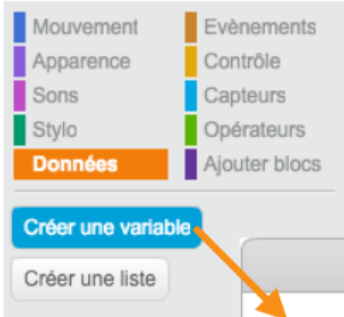 Mouvement
Apparence
Sons
Stylo
Données
Evènements
Contrôle
Capteurs
Opérateurs
Ajouter blocs
Créer une variable
Créer une liste